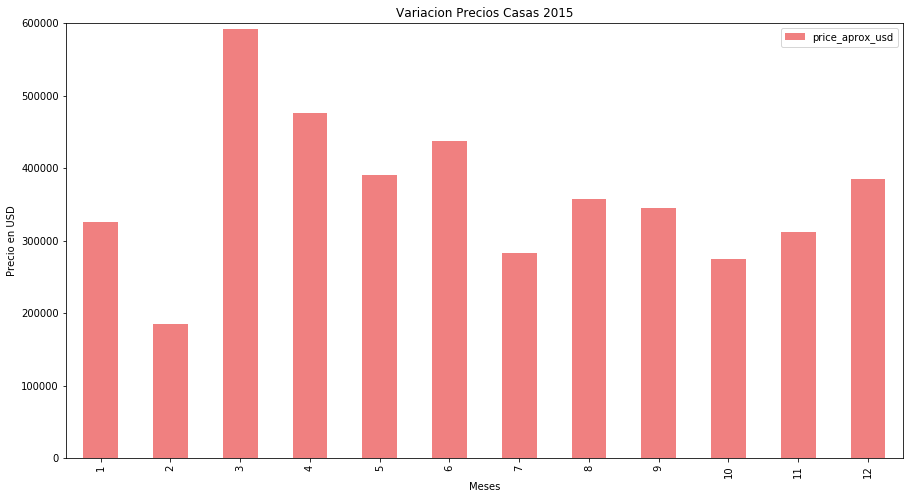 Variacion Precios Casas 2015
price_aprox_usd
Precio en USD
600000
500000
400000
300000
200000
100000
0
1 2 3 4 5 6 7 8 9 10 11 12
Meses